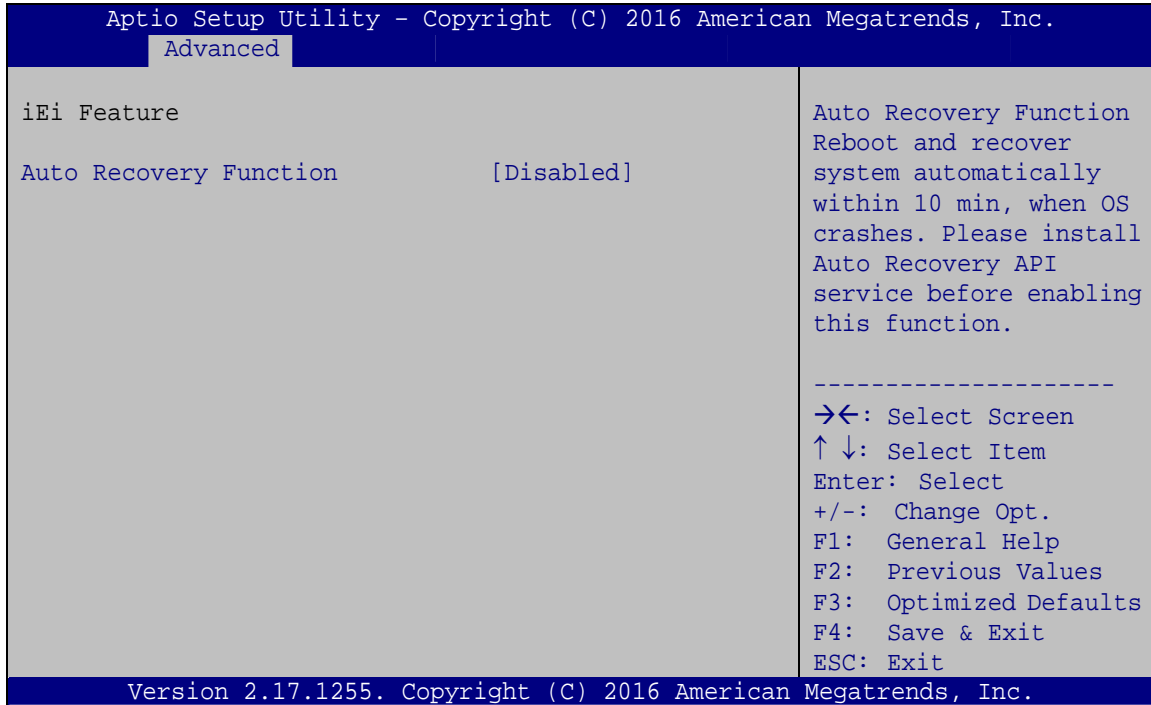 Aptio Setup Utility – Copyright (C) 2016 American Megatrends, Inc.
Advanced
iEi Feature
Auto Recovery Function [Disabled]
Auto Recovery Function
Reboot and recover
system automatically
within 10 min, when OS
crashes. Please install
Auto Recovery API
service before enabling
this function.
---------------------
→←: Select Screen
↑ ↓: Select Item
Enter: Select
+/-: Change Opt.
F1: General Help
F2: Previous Values
F3: Optimized Defaults
F4: Save & Exit
ESC: Exit
Version 2.17.1255. Copyright (C) 2016 American Megatrends, Inc.